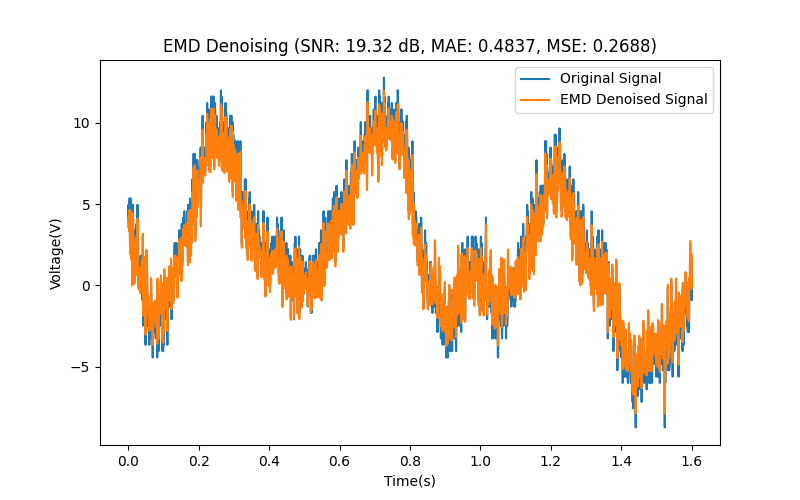 EMD Denoising (SNR: 19.32 dB, MAE: 0.4837, MSE: 0.2688)
Original Signal
EMD Denoised Signal
Voltage(V)
10
5
0
−5
0.0 0.2 0.4 0.6 0.8 1.0 1.2 1.4 1.6
Time(s)